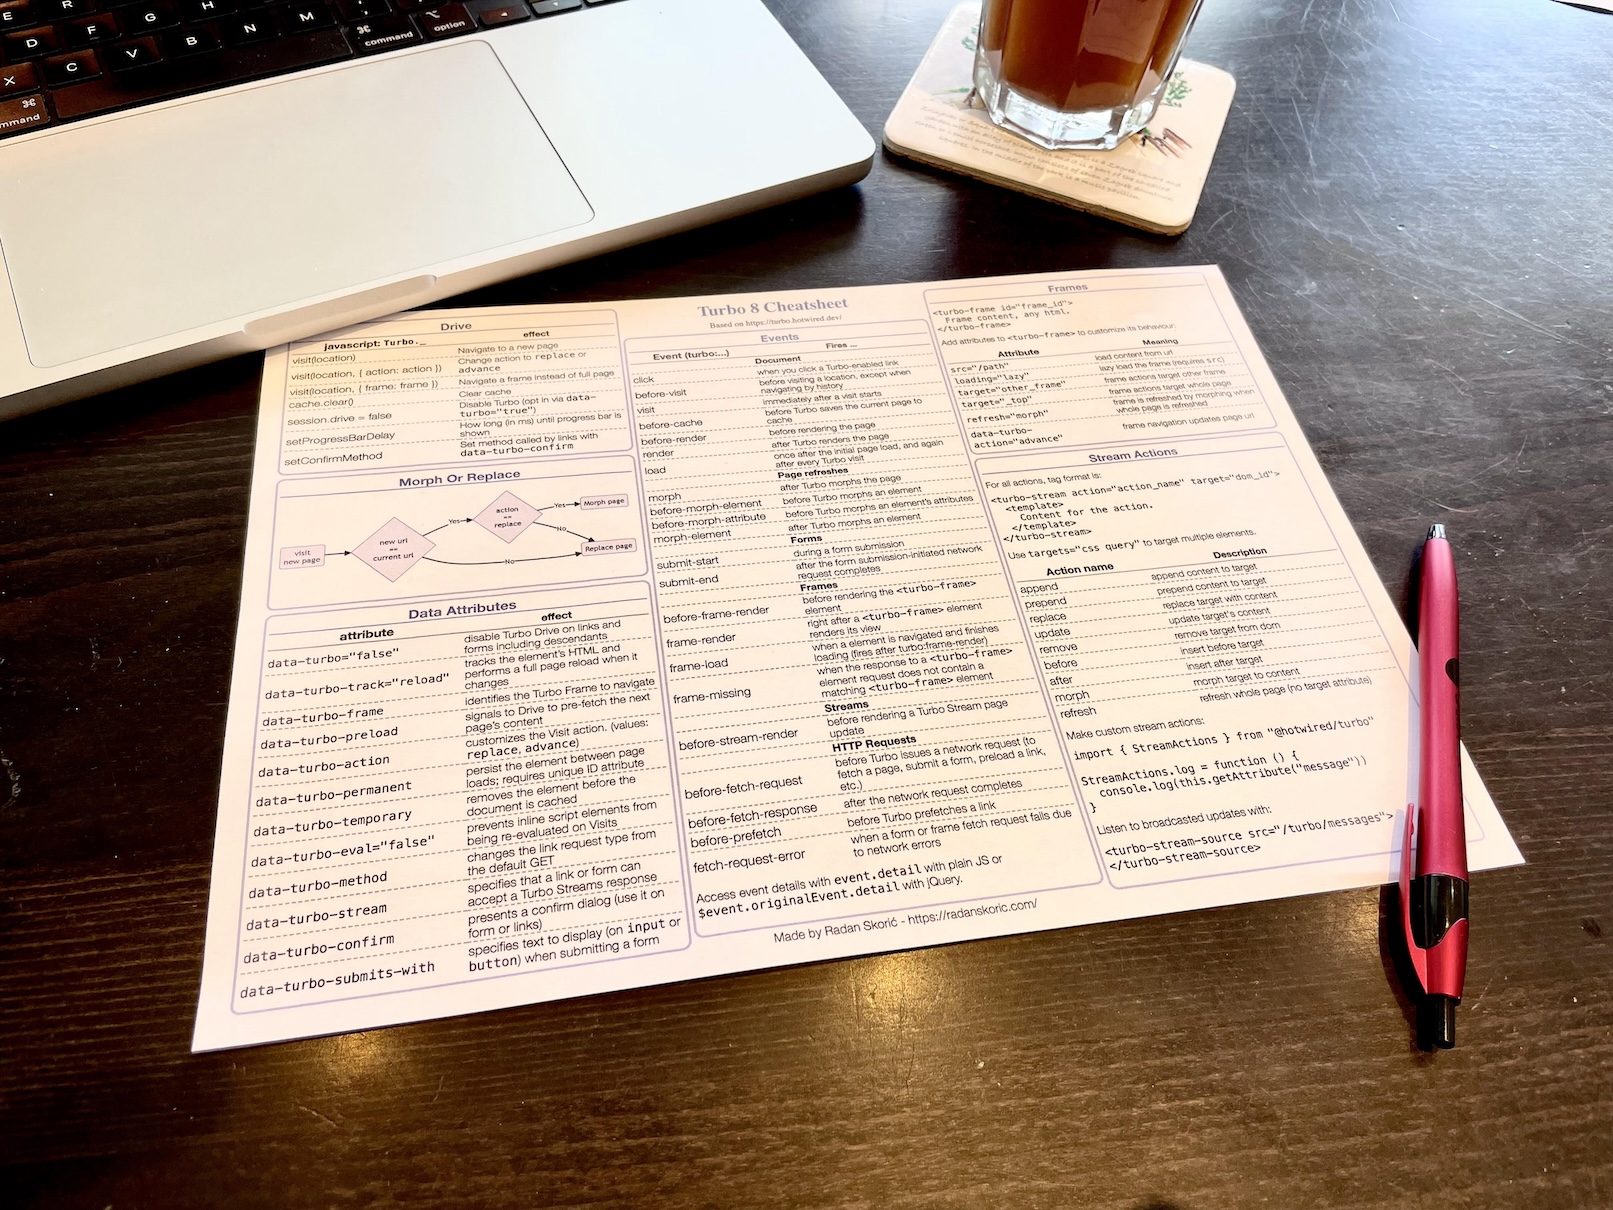 E R
D F G H
X C V B N M
⌘
command
⌘
command
⌥
option
Turbo 8 Cheatsheet
Based on https://turbo.hotwired.dev/
Drive
javascript: Turbo._ effect
visit(location) Navigate to a new page
visit(location, { action: action }) Change action to replace or
advance
visit(location, { frame: frame }) Navigate a frame instead of full page
cache.clear() Clear cache
session.drive = false Disable Turbo (opt in via data-
turbo="true")
setProgressBarDelay How long (in ms) until progress bar is
shown
setConfirmMethod Set method called by links with
data-turbo-confirm
Morph Or Replace
visit
new page
new url
==
current url
Yes
action
==
replace
Yes
Morph page
No
Replace page
No
Data Attributes
attribute effect
data-turbo="false" disable Turbo Drive on links and
forms including descendants
data-turbo-track="reload" tracks the element's HTML and
performs a full page reload when it
changes
data-turbo-frame identifies the Turbo Frame to navigate
data-turbo-preload signals to Drive to pre-fetch the next
page's content
data-turbo-action customizes the Visit action. (values:
replace, advance)
data-turbo-permanent persist the element between page
loads; requires unique ID attribute
data-turbo-temporary removes the element before the
document is cached
data-turbo-eval="false" prevents inline script elements from
being re-evaluated on Visits
data-turbo-method changes the link request type from
the default GET
data-turbo-stream specifies that a link or form can
accept a Turbo Streams response
data-turbo-confirm presents a confirm dialog (use it on
form or links)
data-turbo-submits-with specifies text to display (on input or
button) when submitting a form
Events
Event (turbo:...) Fires ...
Document
click when you click a Turbo-enabled link
before-visit before visiting a location, except when
navigating by history
visit immediately after a visit starts
before-cache before Turbo saves the current page to
cache
before-render before rendering the page
render after Turbo renders the page
load once after the initial page load, and again
after every Turbo visit
Page refreshes
morph after Turbo morphs the page
before-morph-element before Turbo morphs an element
before-morph-attribute before Turbo morphs an element's attributes
morph-element after Turbo morphs an element
Forms
submit-start during a form submission
submit-end after the form submission-initiated network
request completes
Frames
before-frame-render before rendering the <turbo-frame>
element
frame-render right after a <turbo-frame> element
renders its view
frame-load when a <turbo-frame> element is navigated and finishes
loading (fires after turbo:frame-render)
frame-missing when the response to a <turbo-frame>
element request does not contain a
matching <turbo-frame> element
Streams
before-stream-render before rendering a Turbo Stream page
update
HTTP Requests
before-fetch-request before Turbo issues a network request (to
fetch a page, submit a form, preload a link,
etc.)
before-fetch-response after the network request completes
before-prefetch before Turbo prefetches a link
fetch-request-error when a form or frame fetch request fails due
to network errors
Access event details with event.detail with plain JS or
$event.originalEvent.detail with jQuery.
Made by Radan Skorić - https://radanskoric.com/
Frames
<turbo-frame id="frame_id">
Frame content, any html.
</turbo-frame>
Add attributes to <turbo-frame> to customize its behaviour:
Attribute Meaning
src="/path" load content from url
loading="lazy" lazy load the frame (requires src)
target="other_frame" frame actions target other frame
target="_top" frame actions target whole page
refresh="morph" frame is refreshed by morphing when
whole page is refreshed
data-turbo-
action="advance" frame navigation updates page url
Stream Actions
For all actions, tag format is:
<turbo-stream action="action_name" target="dom_id">
<template>
Content for the action.
</template>
</turbo-stream>
Use targets="css query" to target multiple elements.
Action name Description
append append content to target
prepend prepend content to target
replace replace target with content
update update target's content
remove remove target from dom
before insert before target
after insert after target
morph morph target to content
refresh refresh whole page (no target attribute)
Make custom stream actions:
import { StreamActions } from "@hotwired/turbo"
StreamActions.log = function () {
console.log(this.getAttribute("message"))
}
Listen to broadcasted updates with:
<turbo-stream-source src="/turbo/messages">
</turbo-stream-source>